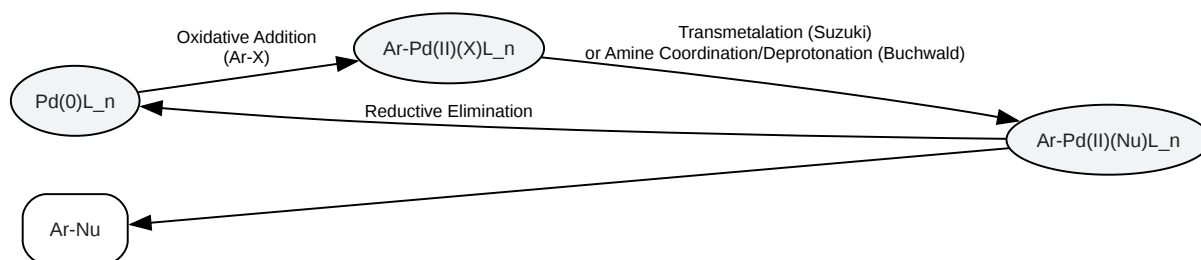 Oxidative Addition
(Ar-X)
Pd(0)L_n
Ar-Pd(II)(X)L_n
Transmetalation (Suzuki)
or Amine Coordination/Deprotonation (Buchwald)
Reductive Elimination
Ar-Pd(II)(Nu)L_n
Ar-Nu